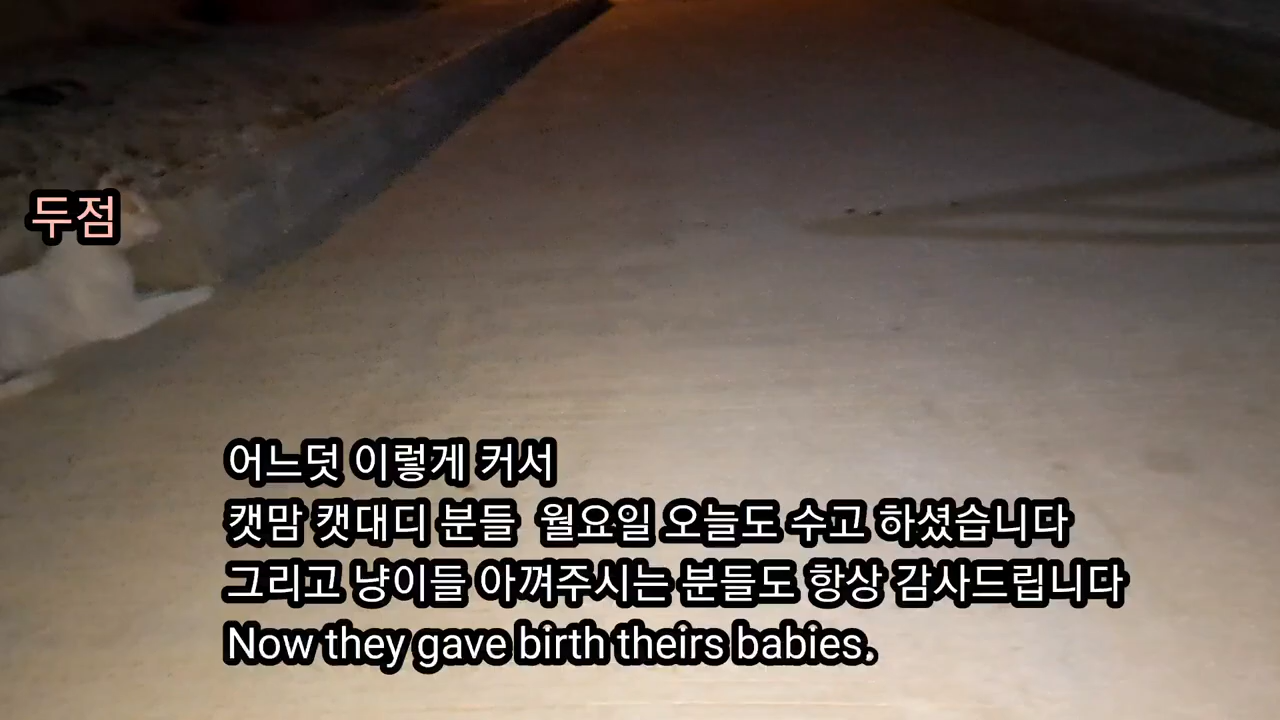 두점
어느덧 이렇게 커서
캣맘 캣대디 분들 월요일 오늘도 수고 하셨습니다
그리고 냥이들 아껴주시는 분들도 항상 감사드립니다
Now they gave birth theirs babies.